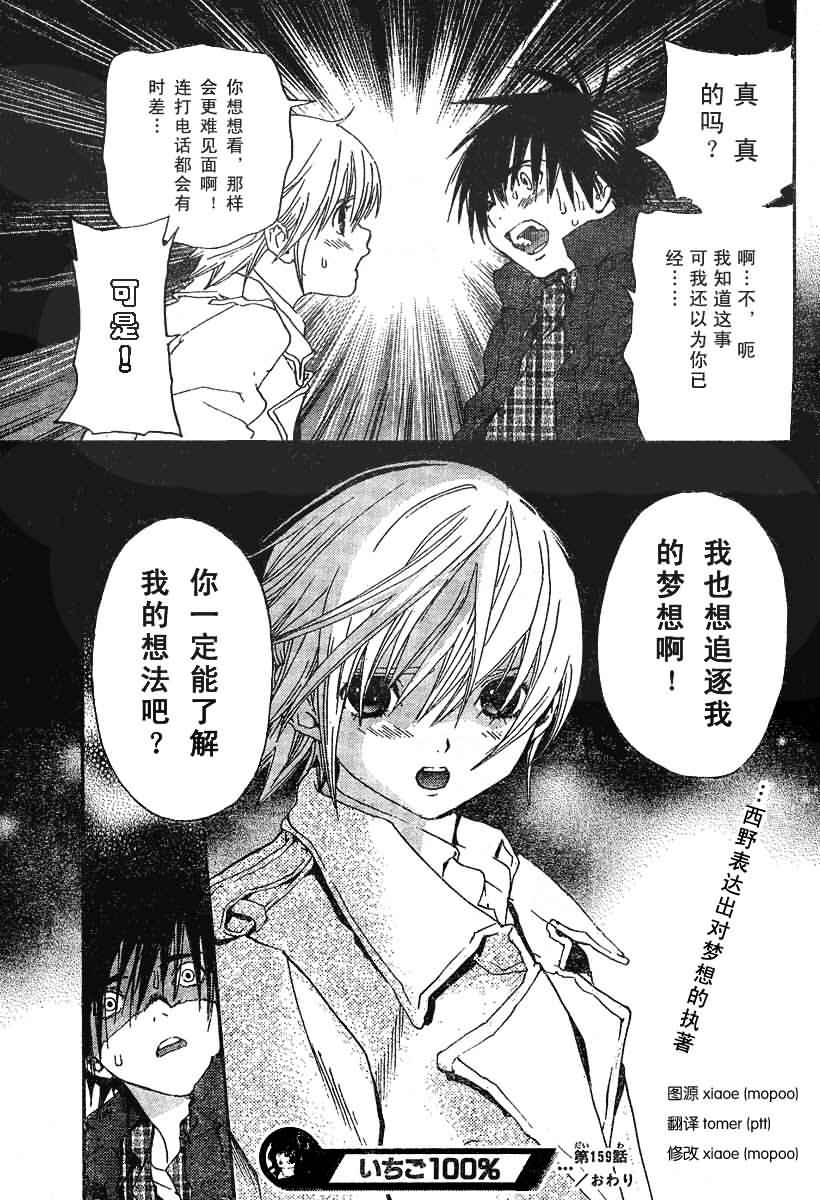 真　真
的吗？
啊…不，　呃
我知道这事
可我还以为你已
经……
你想想看，那样
会更难见面啊！
连打电话都会有
时差…
可是！
我也想追逐我
的梦想啊！
你一定能了解
我的想法吧？
…西野表达出对梦想的执著
图源 xiaoe (mopoo)
翻译 tomer (ptt)
修改 xiaoe (mopoo)
いちご100%
だい　わ
第159話
…おわり